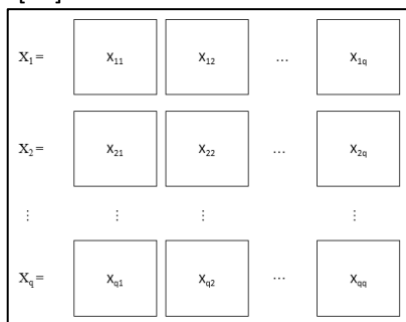 X₁ = X₁₁ X₁₂ ... X₁q
X₂ = X₂₁ X₂₂ ... X₂q
⋮ ⋮ ⋮ ⋮
Xq = Xq₁ Xq₂ ... Xqq